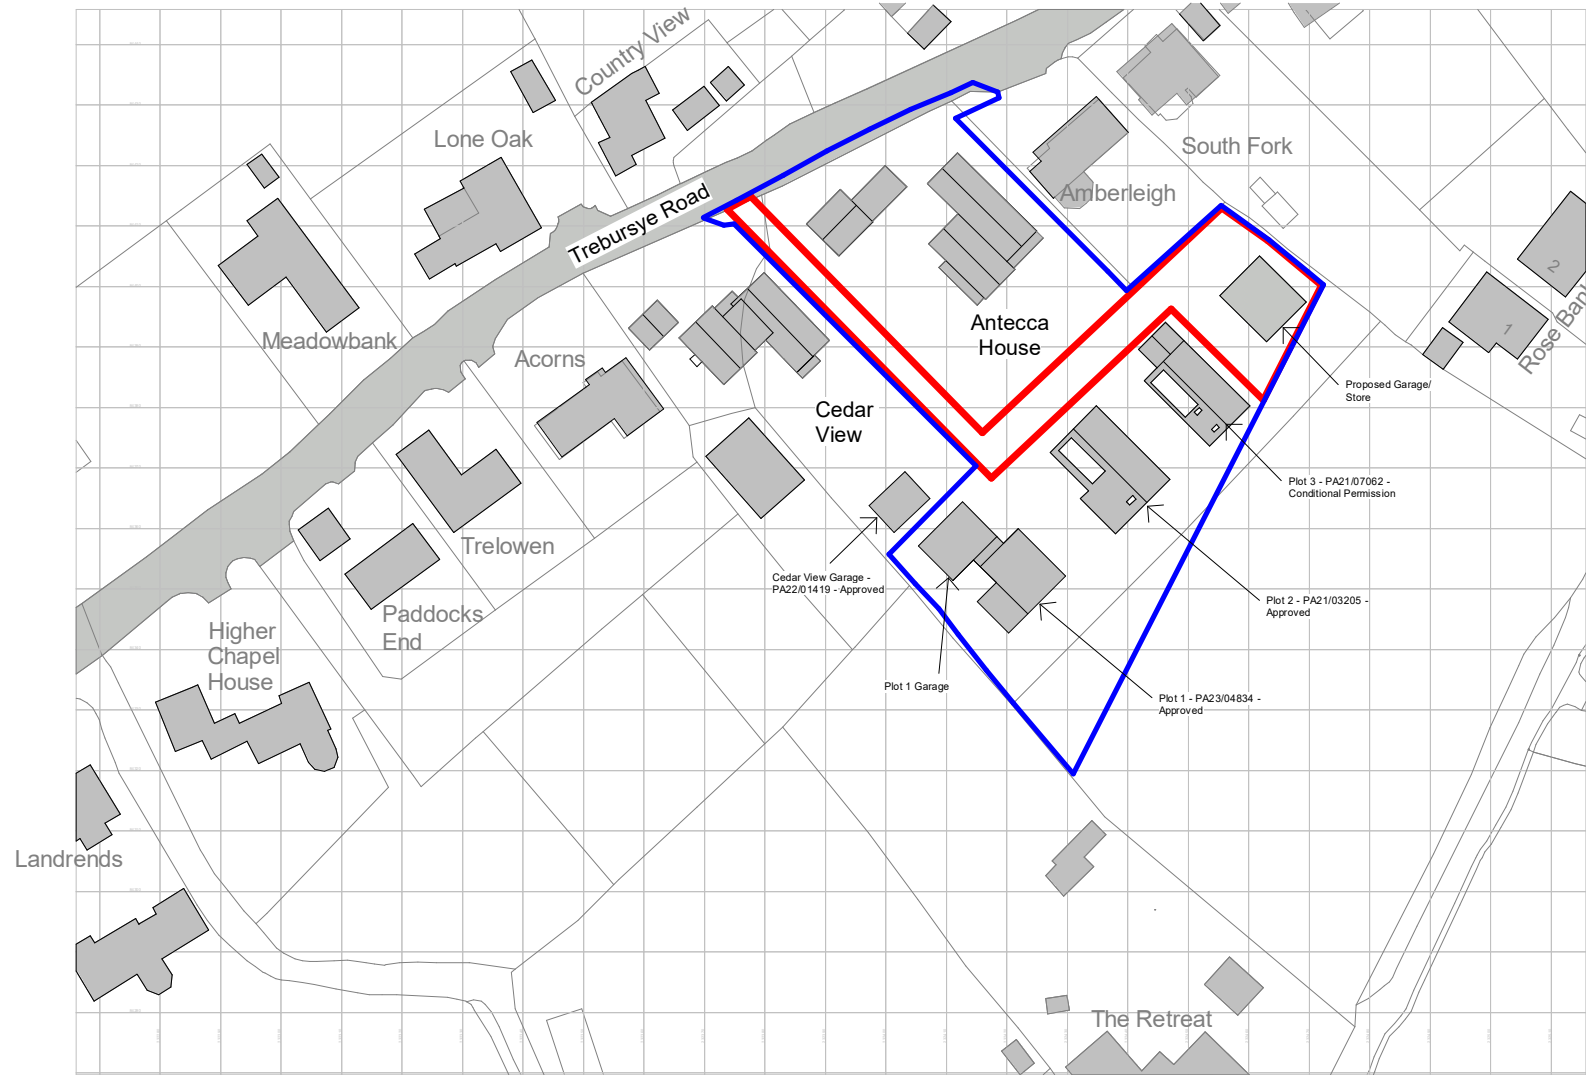 Country View
Lone Oak
South Fork
Amberleigh
Trebursye Road
Meadowbank
Antecca
House
Acorns
2
1
Rose Bank
Proposed Garage/
Store
Cedar
View
Plot 3 - PA21/07062 -
Conditional Permission
Trelowen
Cedar View Garage -
PA22/01419 - Approved
Plot 2 - PA21/03205 -
Approved
Paddocks
End
Higher
Chapel
House
Plot 1 Garage
Plot 1 - PA23/04834 -
Approved
Landrends
The Retreat